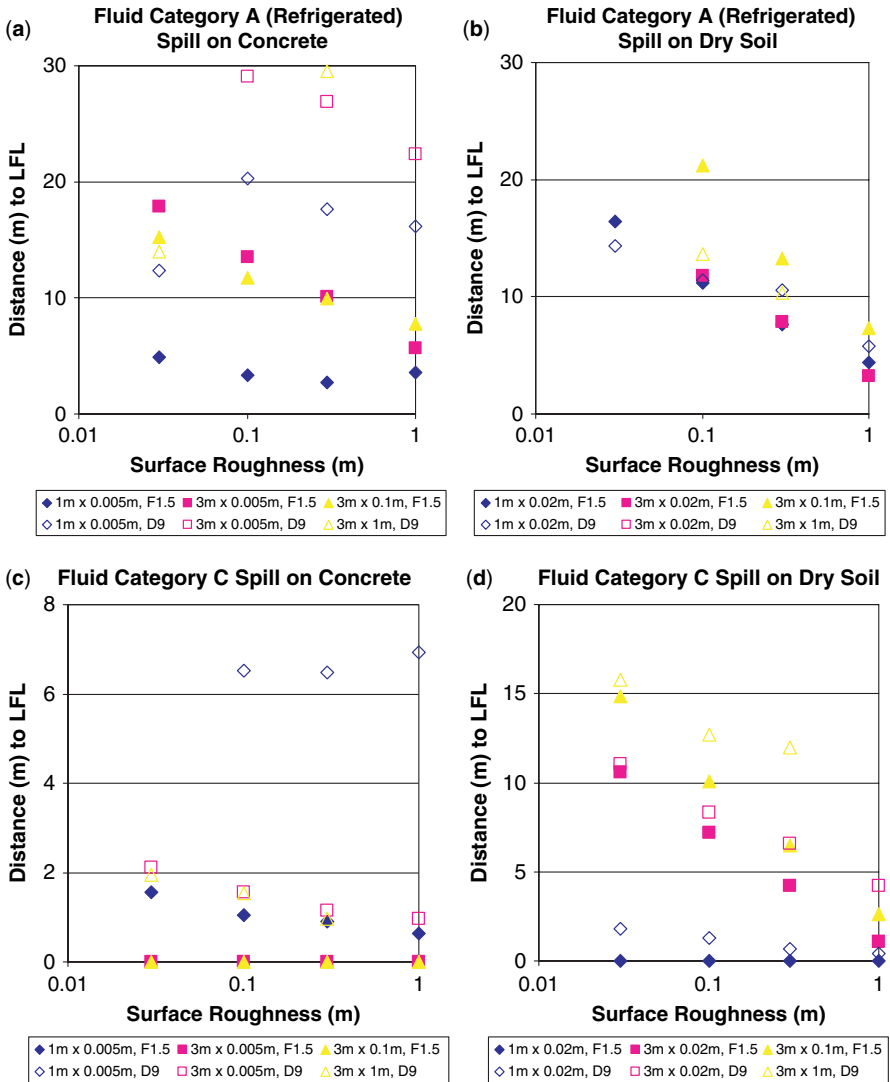 (a)
Fluid Category A (Refrigerated)
Spill on Concrete
30
20
10
0
0.01
0.1
1
Distance (m) to LFL
Surface Roughness (m)
1m x 0.005m, F1.5
3m x 0.005m, F1.5
3m x 0.1m, F1.5
1m x 0.005m, D9
3m x 0.005m, D9
3m x 1m, D9
(b)
Fluid Category A (Refrigerated)
Spill on Dry Soil
30
20
10
0
0.01
0.1
1
Distance (m) to LFL
Surface Roughness (m)
1m x 0.02m, F1.5
3m x 0.02m, F1.5
3m x 0.1m, F1.5
1m x 0.02m, D9
3m x 0.02m, D9
3m x 1m, D9
(c)
Fluid Category C Spill on Concrete
8
6
4
2
0
0.01
0.1
1
Distance (m) to LFL
Surface Roughness (m)
1m x 0.005m, F1.5
3m x 0.005m, F1.5
3m x 0.1m, F1.5
1m x 0.005m, D9
3m x 0.005m, D9
3m x 1m, D9
(d)
Fluid Category C Spill on Dry Soil
20
15
10
5
0
0.01
0.1
1
Distance (m) to LFL
Surface Roughness (m)
1m x 0.02m, F1.5
3m x 0.02m, F1.5
3m x 0.1m, F1.5
1m x 0.02m, D9
3m x 0.02m, D9
3m x 1m, D9